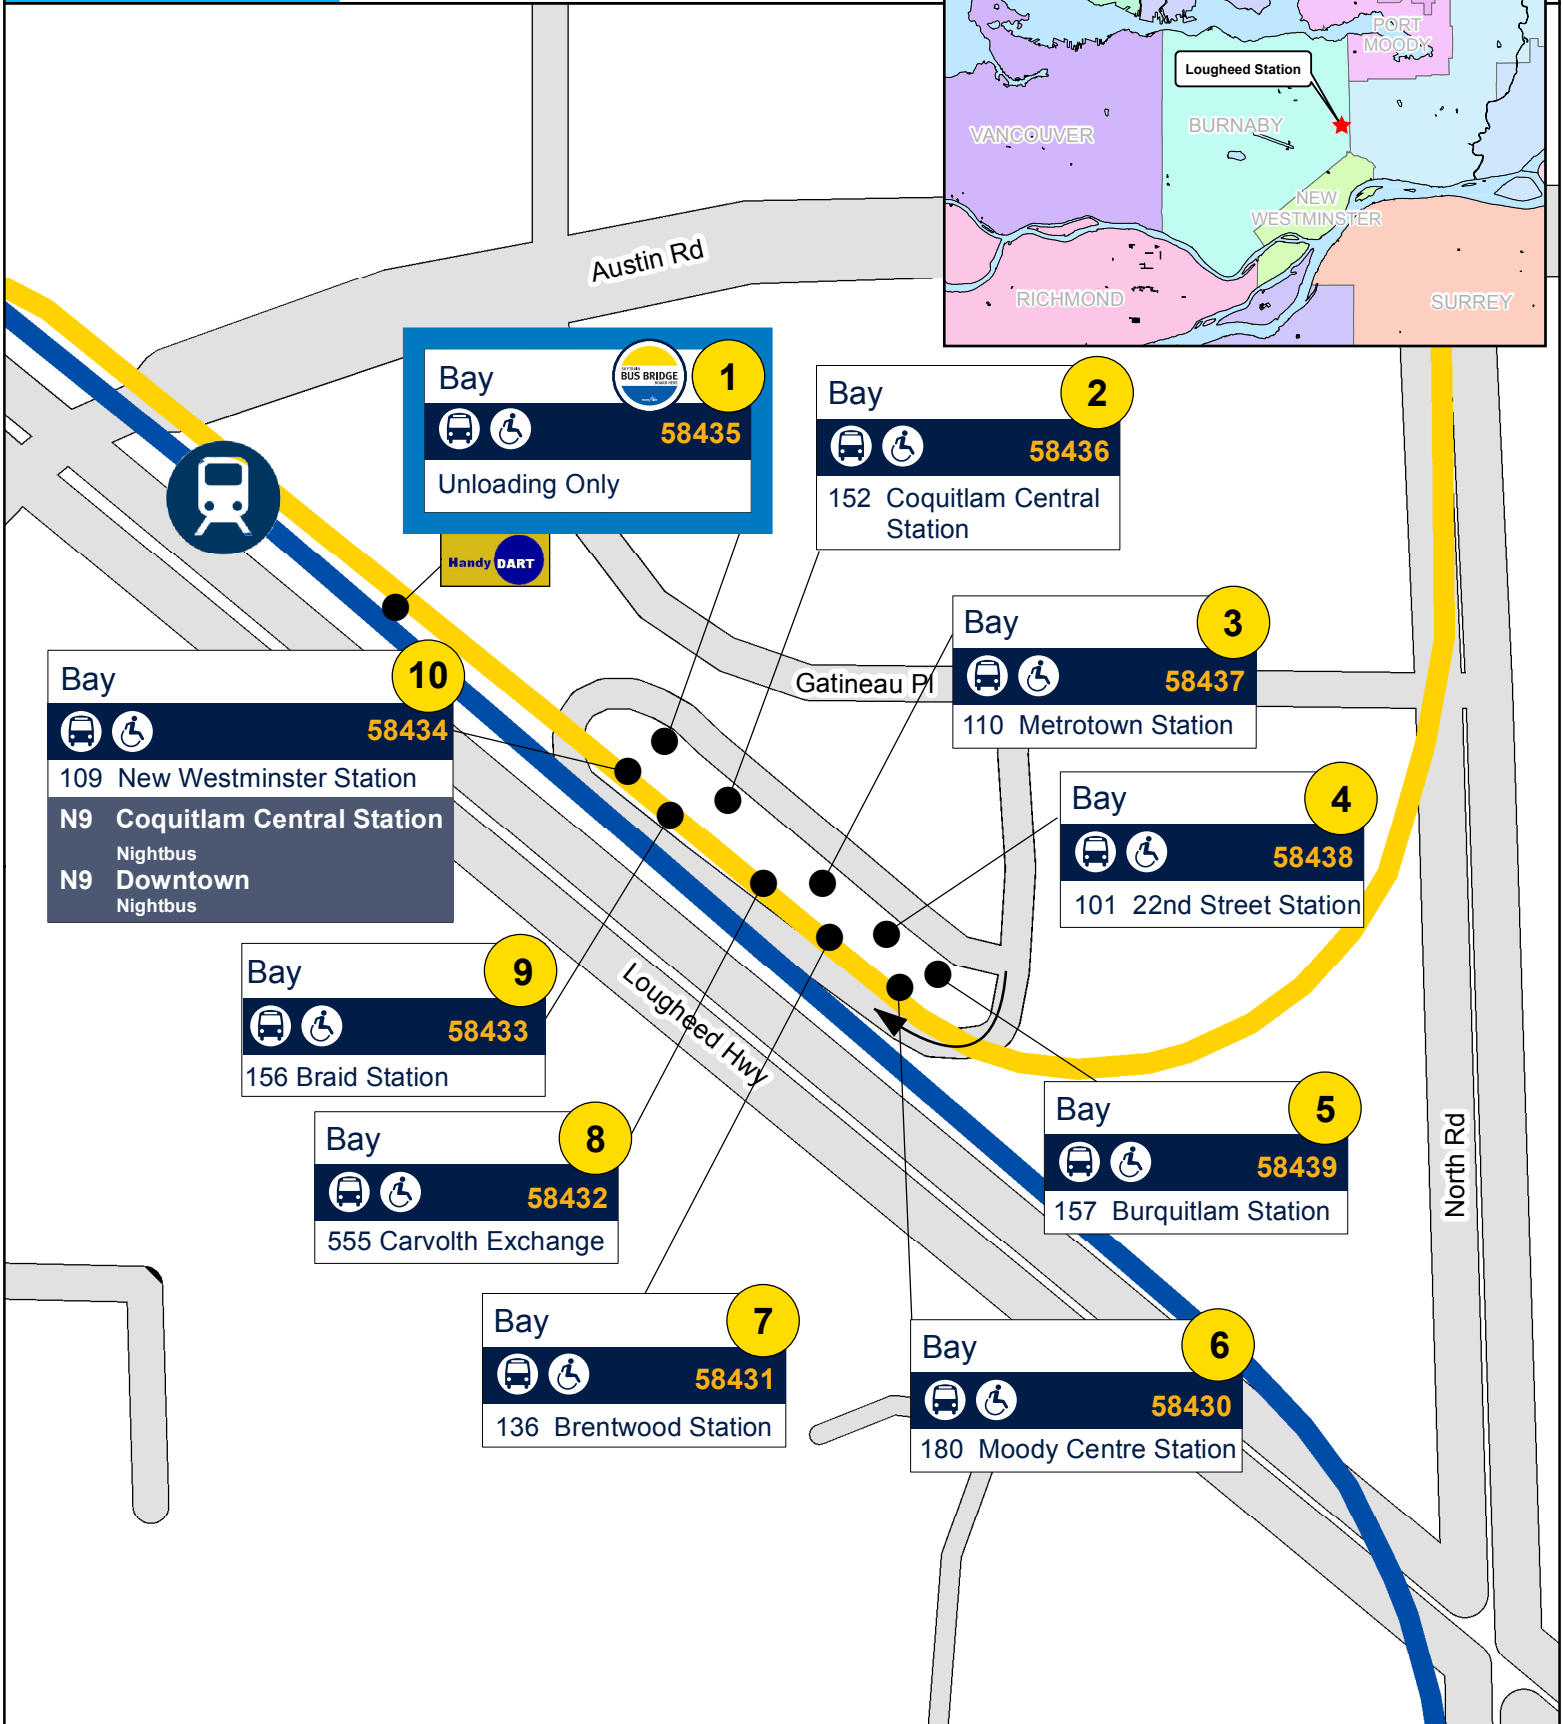 PORT
MOODY
Lougheed Station
VANCOUVER
BURNABY
NEW
WESTMINSTER
RICHMOND
SURREY
Austin Rd
Bay
BUS BRIDGE
1
58435
Unloading Only
Bay
2
58436
152 Coquitlam Central
Station
Handy DART
Bay
3
58437
110 Metrotown Station
Gatineau Pl
Bay
10
58434
109 New Westminster Station
N9 Coquitlam Central Station
Nightbus
N9 Downtown
Nightbus
Bay
4
58438
101 22nd Street Station
Bay
9
58433
156 Braid Station
Lougheed Hwy
Bay
5
58439
157 Burquitlam Station
North Rd
Bay
8
58432
555 Carvolth Exchange
Bay
7
58431
136 Brentwood Station
Bay
6
58430
180 Moody Centre Station